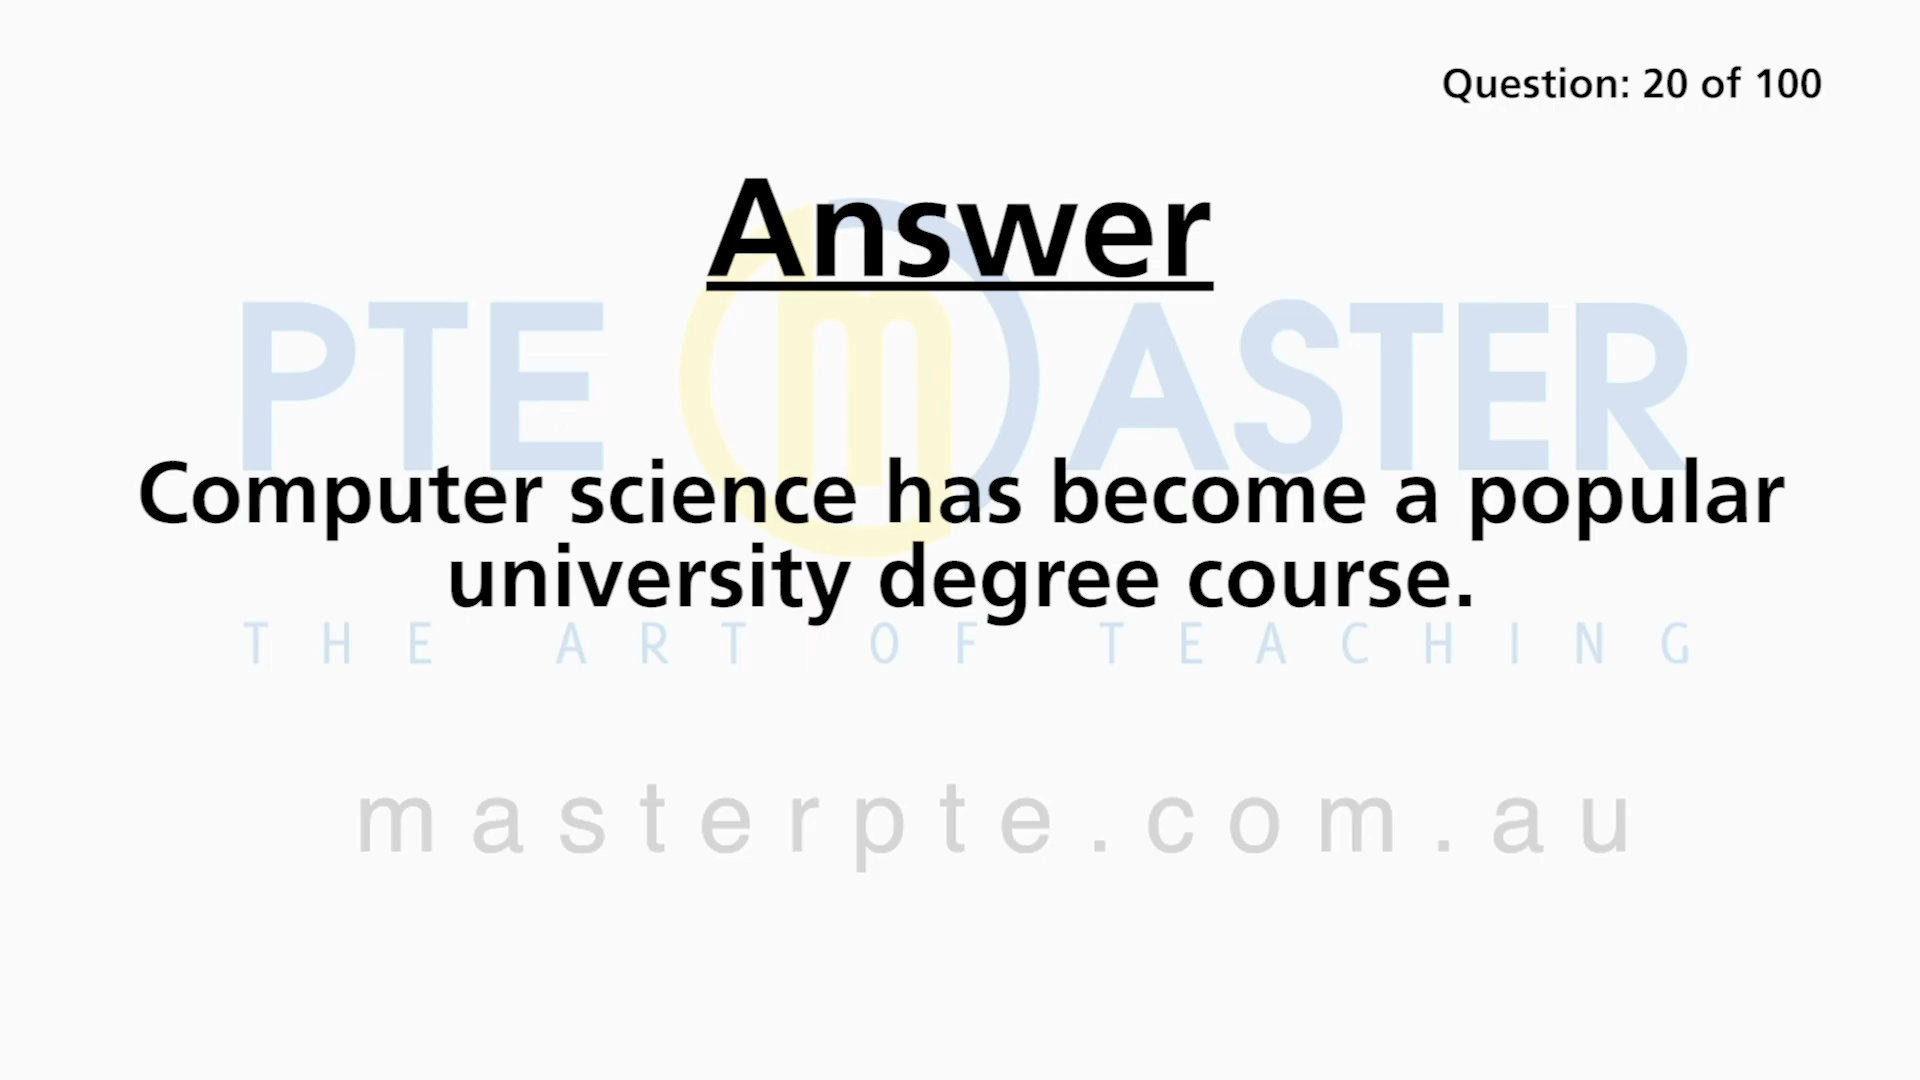 Question: 20 of 100
Answer
PTE mASTER
Computer science has become a popular
university degree course.
THE ART OF TEACHING
masterpte.com.au